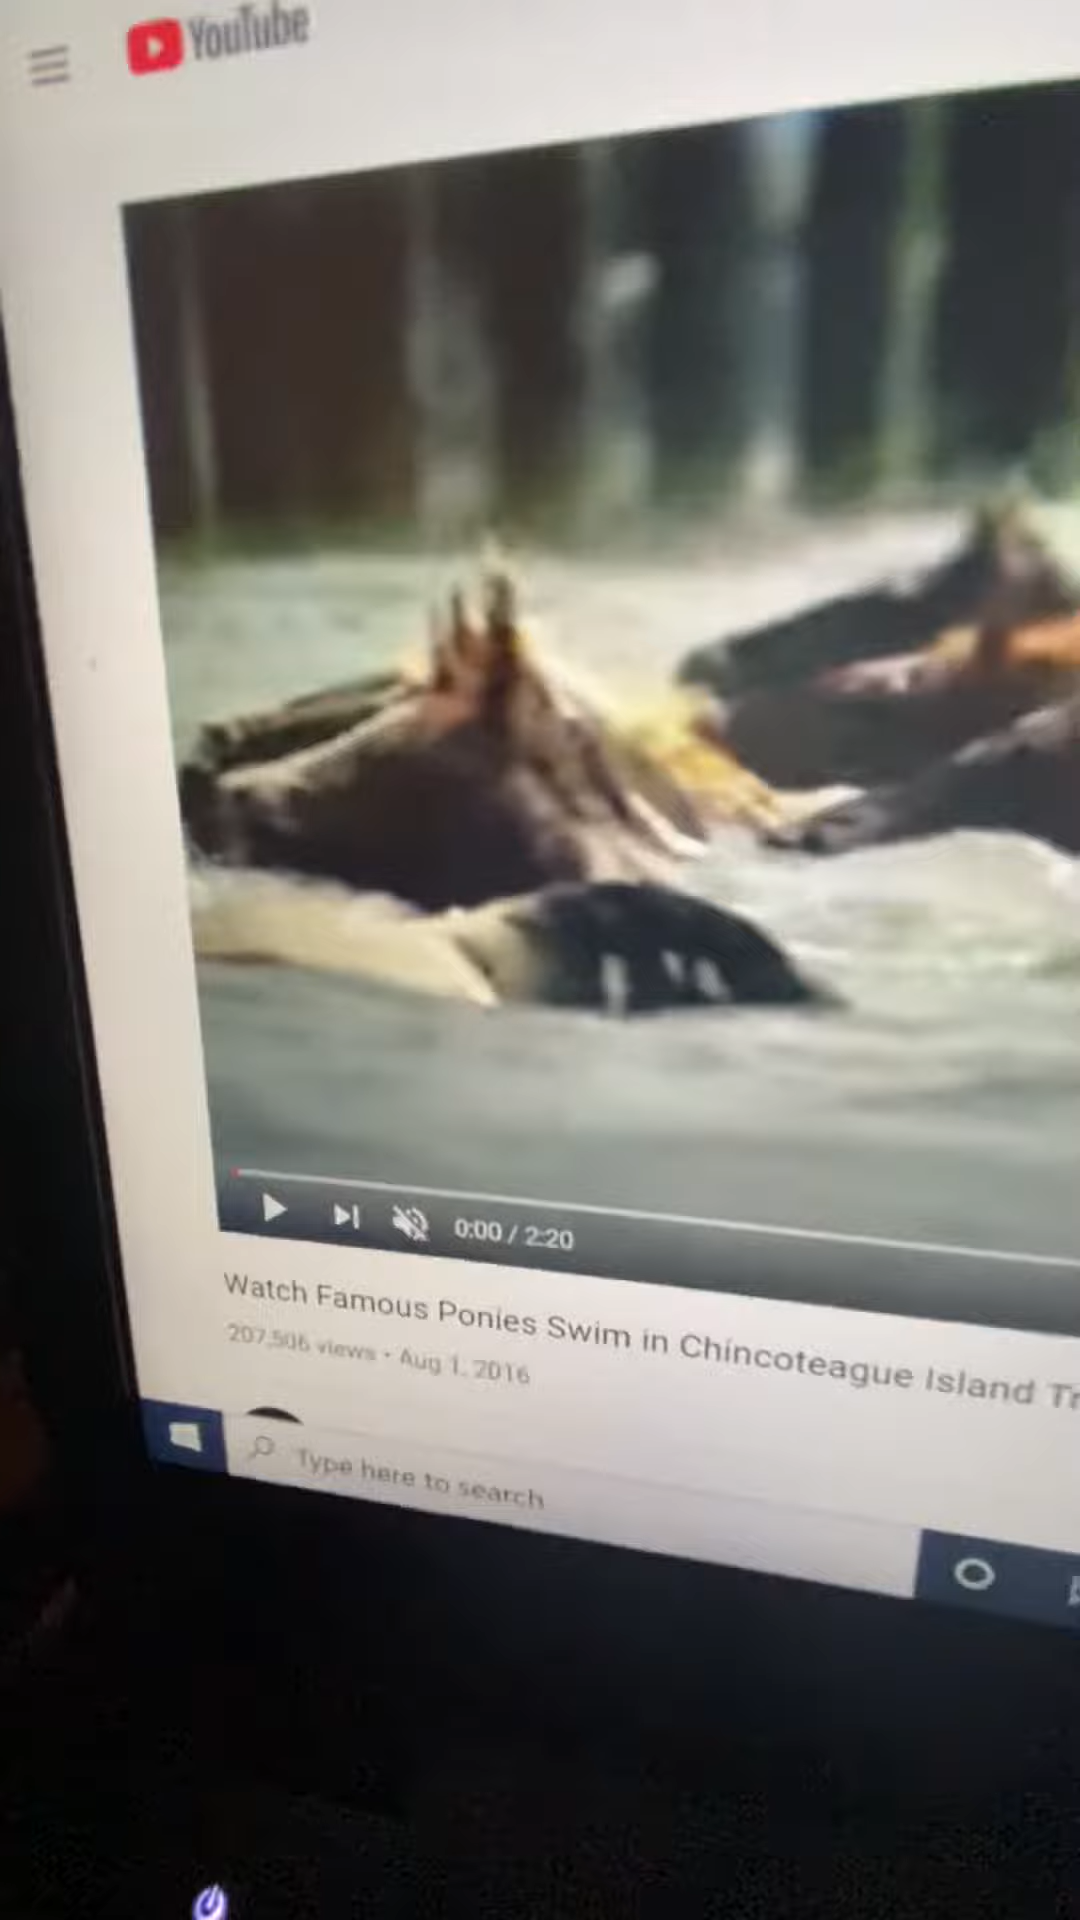 YouTube
0:00 / 2:20
Watch Famous Ponies Swim in Chincoteague Island
207,506 views • Aug 1, 2016
Type here to search